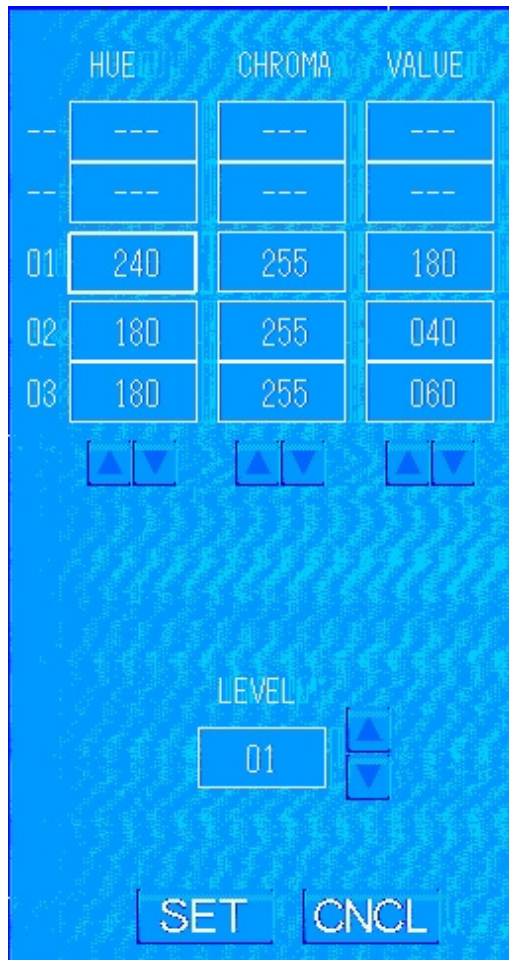 HUE CHROMA VALUE
-- --- --- ---
-- --- --- ---
01 240 255 180
02 180 255 040
03 180 255 060
LEVEL
01
SET CNCL